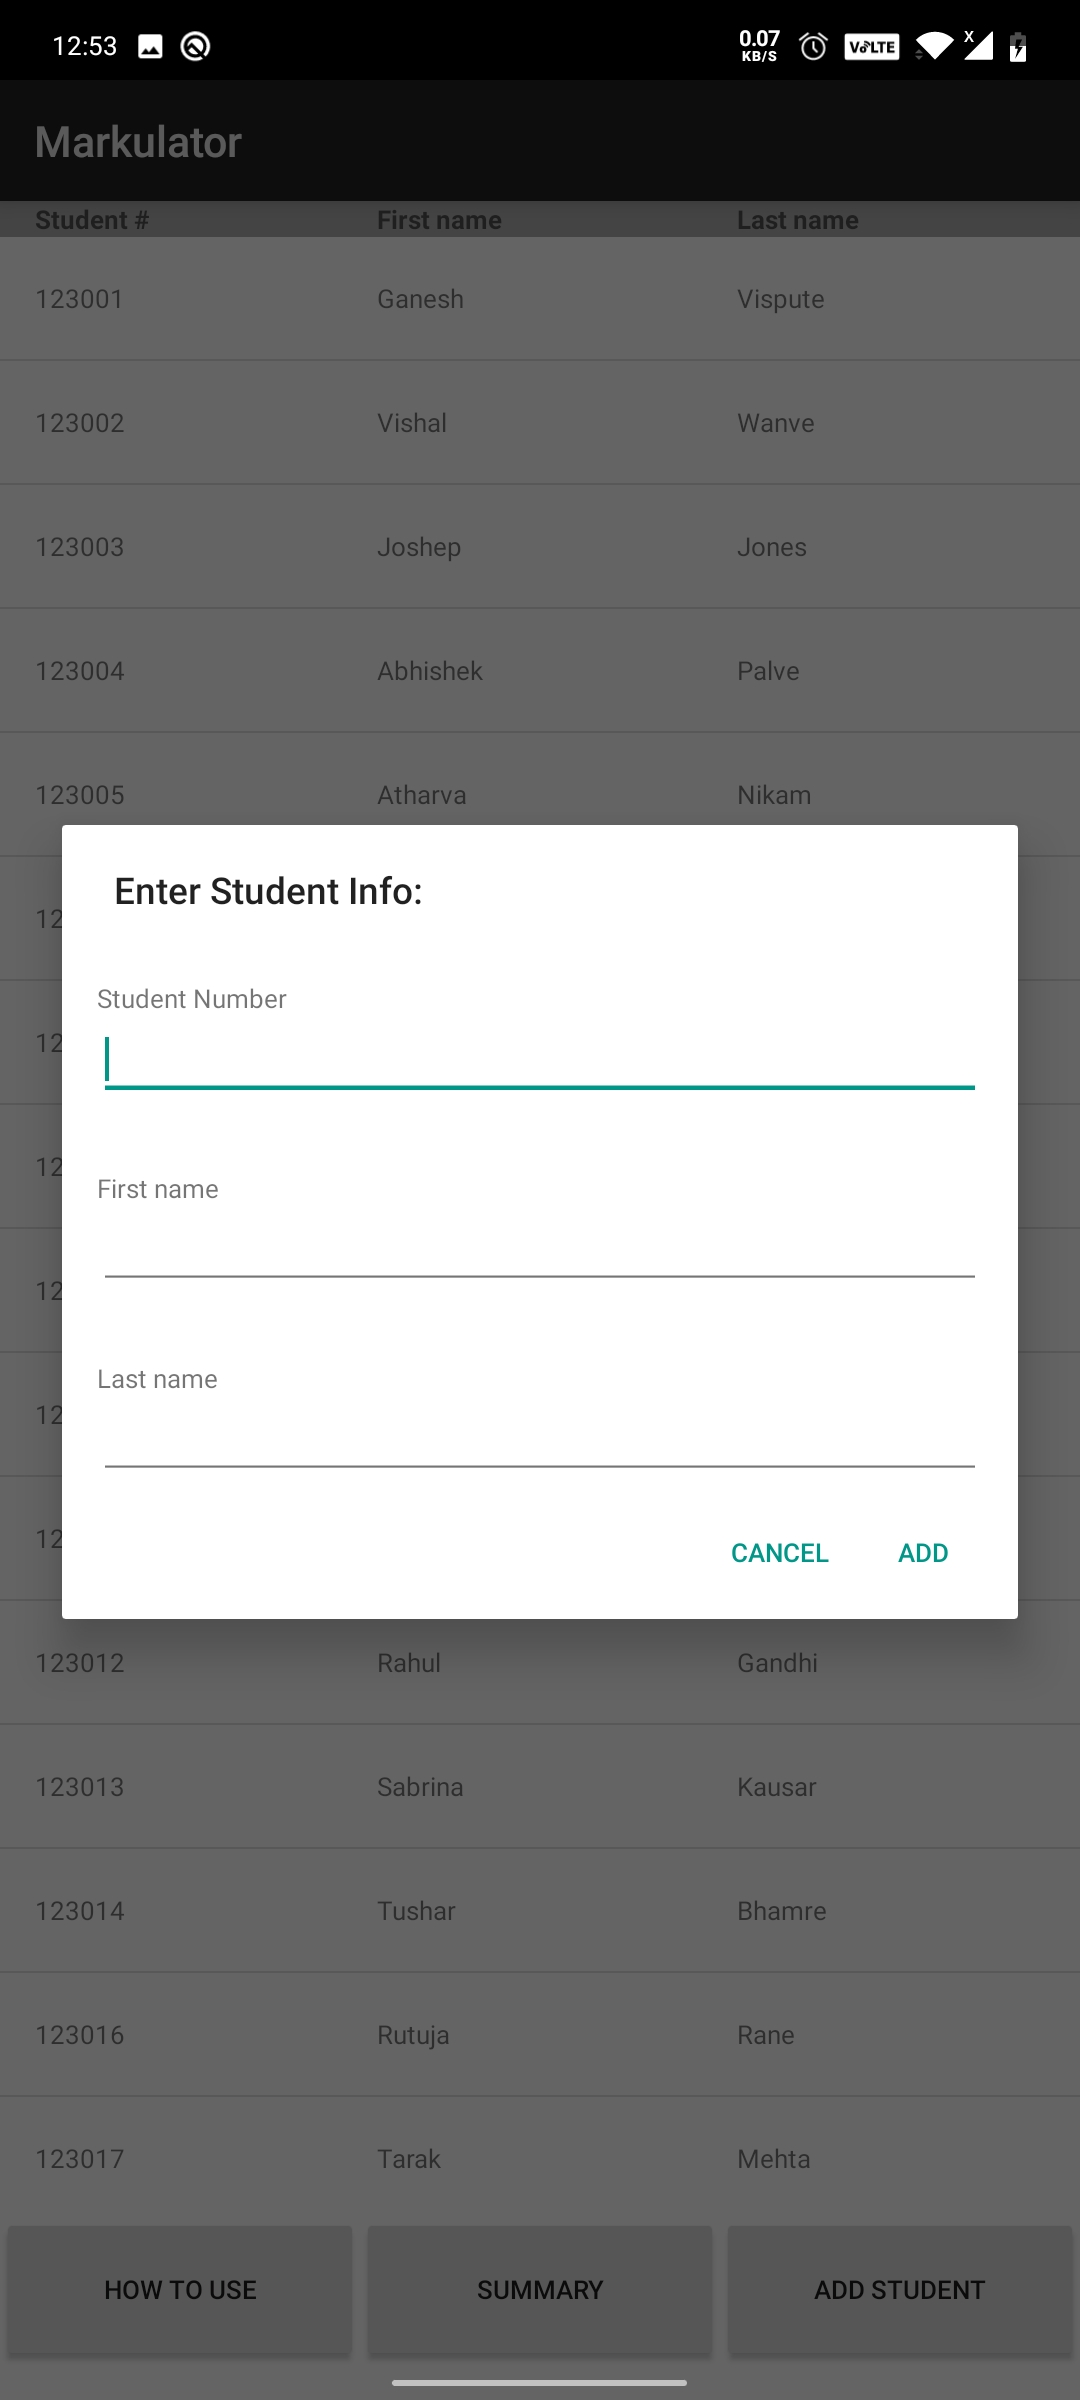 12:53 0.07 KB/S VoLTE X
Markulator
Student # First name Last name
123001 Ganesh Vispute
123002 Vishal Wanve
123003 Joshep Jones
123004 Abhishek Palve
123005 Atharva Nikam
12
Enter Student Info:
12
Student Number
12
12
First name
12
Last name
12
12
CANCEL ADD
123012 Rahul Gandhi
123013 Sabrina Kausar
123014 Tushar Bhamre
123016 Rutuja Rane
123017 Tarak Mehta
HOW TO USE SUMMARY ADD STUDENT